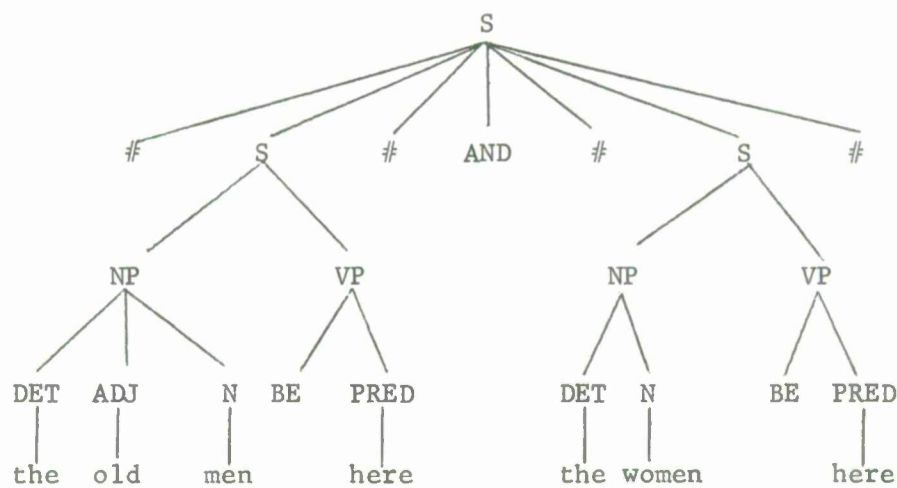 S
# S # AND # S #
NP VP NP VP
DET ADJ N BE PRED DET N BE PRED
the old men here the women here